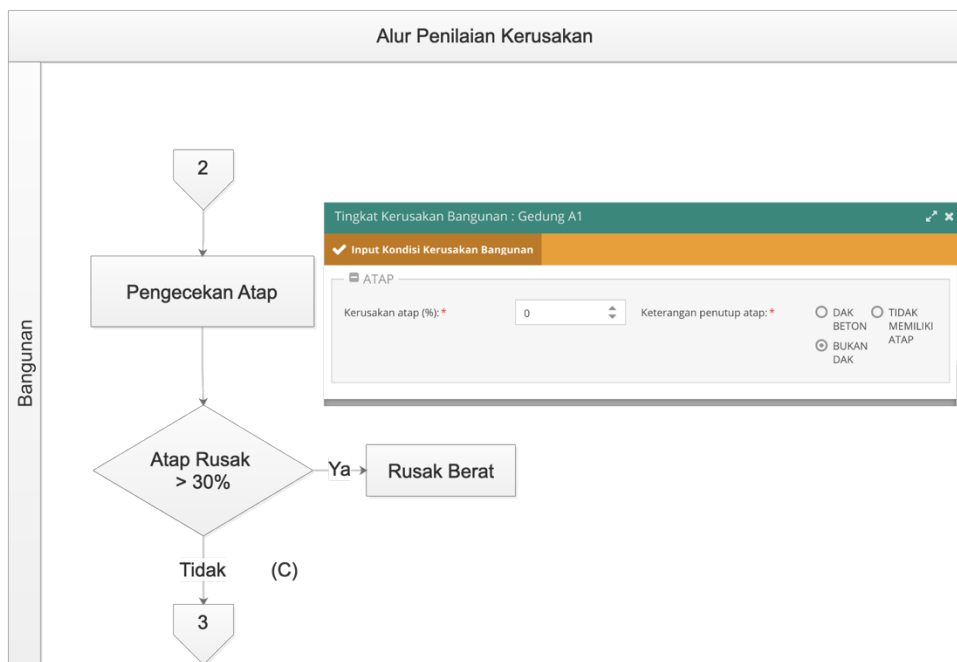 Alur Penilaian Kerusakan
Bangunan
2
Pengecekan Atap
Atap Rusak
> 30%
Ya
Rusak Berat
Tidak
(C)
3
Tingkat Kerusakan Bangunan : Gedung A1
Input Kondisi Kerusakan Bangunan
ATAP
Kerusakan atap (%): *
0
Keterangan penutup atap: *
DAK
BETON
TIDAK
MEMILIKI
ATAP
BUKAN
DAK